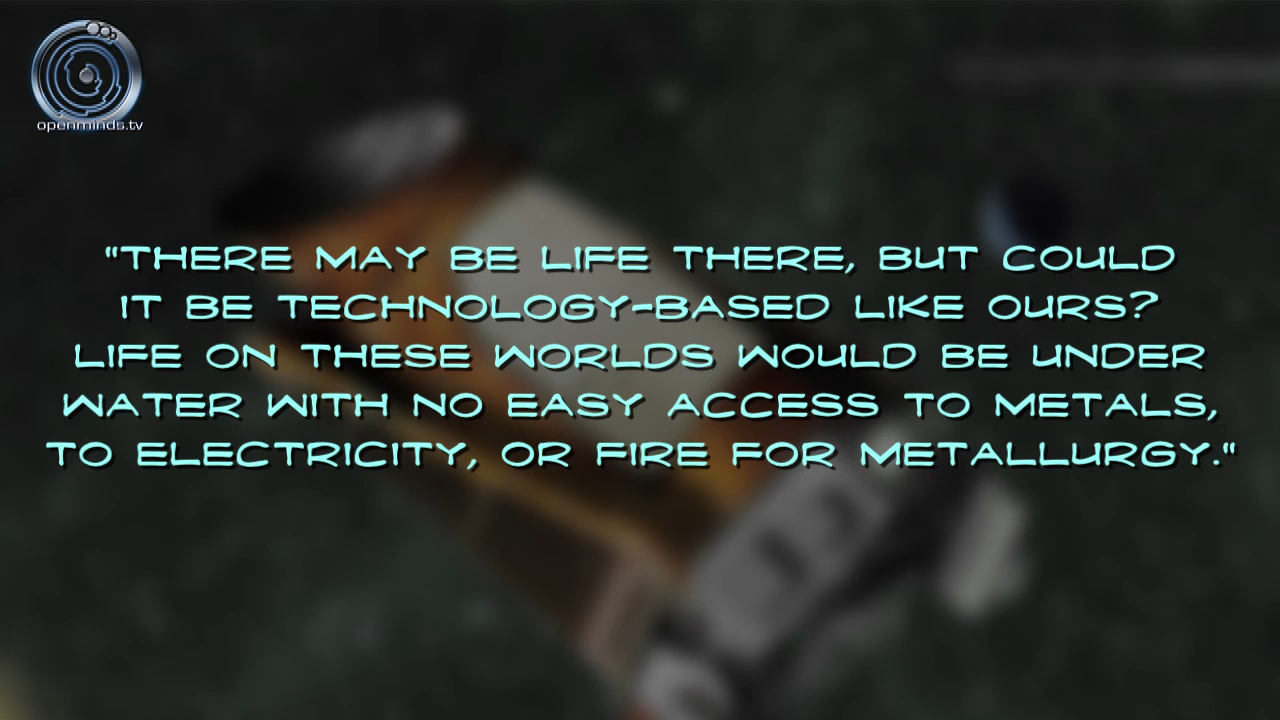 openminds.tv
"THERE MAY BE LIFE THERE, BUT COULD
IT BE TECHNOLOGY-BASED LIKE OURS?
LIFE ON THESE WORLDS WOULD BE UNDER
WATER WITH NO EASY ACCESS TO METALS,
TO ELECTRICITY, OR FIRE FOR METALLURGY."